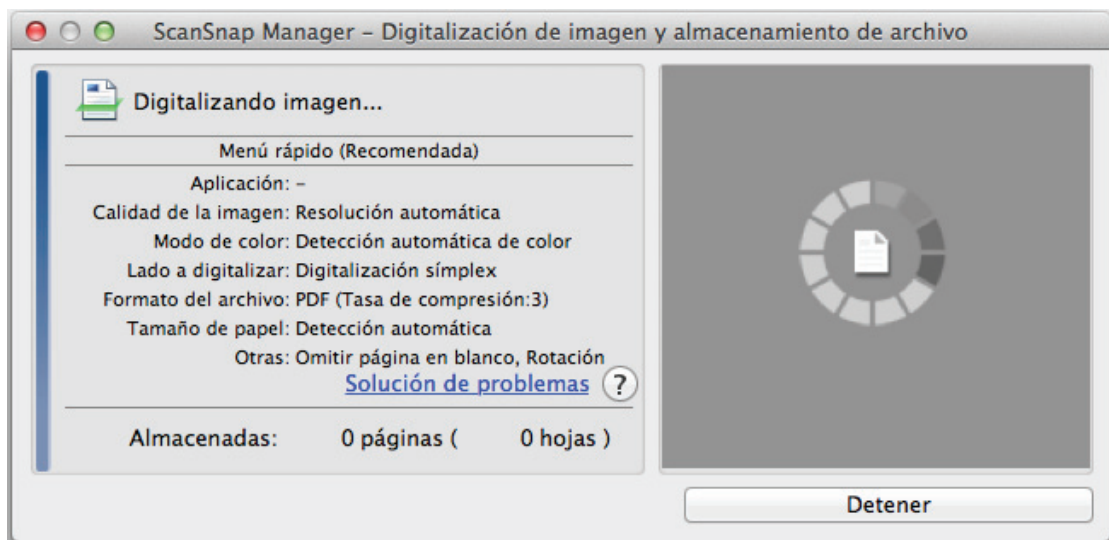 ScanSnap Manager – Digitalización de imagen y almacenamiento de archivo
Digitalizando imagen...
Menú rápido (Recomendada)
Aplicación: –
Calidad de la imagen: Resolución automática
Modo de color: Detección automática de color
Lado a digitalizar: Digitalización símplex
Formato del archivo: PDF (Tasa de compresión:3)
Tamaño de papel: Detección automática
Otras: Omitir página en blanco, Rotación
Solución de problemas ?
Almacenadas: 0 páginas ( 0 hojas )
Detener